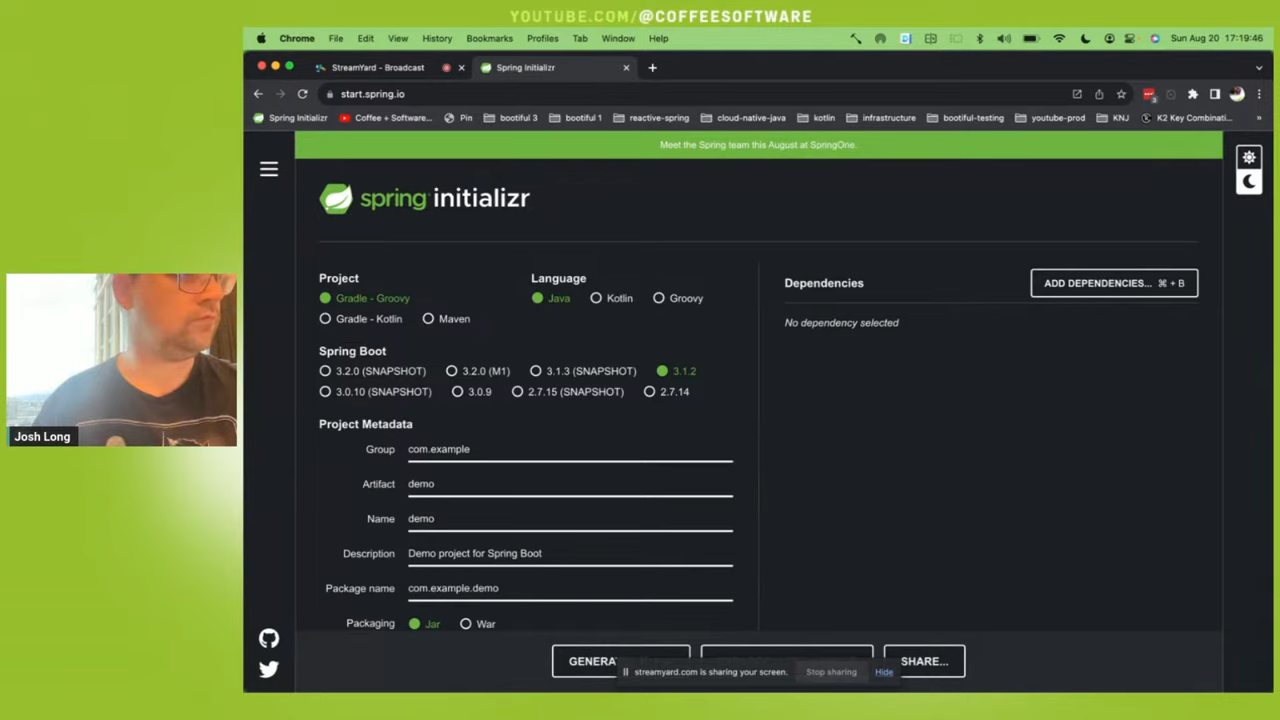 YOUTUBE.COM/@COFFEESOFTWARE
Chrome File Edit View History Bookmarks Profiles Tab Window Help Sun Aug 20 17:19:46
StreamYard - Broadcast Spring Initializr
start.spring.io
Spring Initializr Coffee + Software... Pin bootiful 3 bootiful 1 reactive-spring cloud-native-java kotlin infrastructure bootiful-testing youtube-prod KNJ K2 Key Combinati... »
Meet the Spring team this August at SpringOne.
spring initializr
Project
Gradle - Groovy
Gradle - Kotlin Maven
Language
Java Kotlin Groovy
Spring Boot
3.2.0 (SNAPSHOT) 3.2.0 (M1) 3.1.3 (SNAPSHOT) 3.1.2
3.0.10 (SNAPSHOT) 3.0.9 2.7.15 (SNAPSHOT) 2.7.14
Project Metadata
Group com.example
Artifact demo
Name demo
Description Demo project for Spring Boot
Package name com.example.demo
Packaging Jar War
Dependencies
ADD DEPENDENCIES... ⌘ + B
No dependency selected
SHARE...
streamyard.com is sharing your screen. Stop sharing Hide
Josh Long